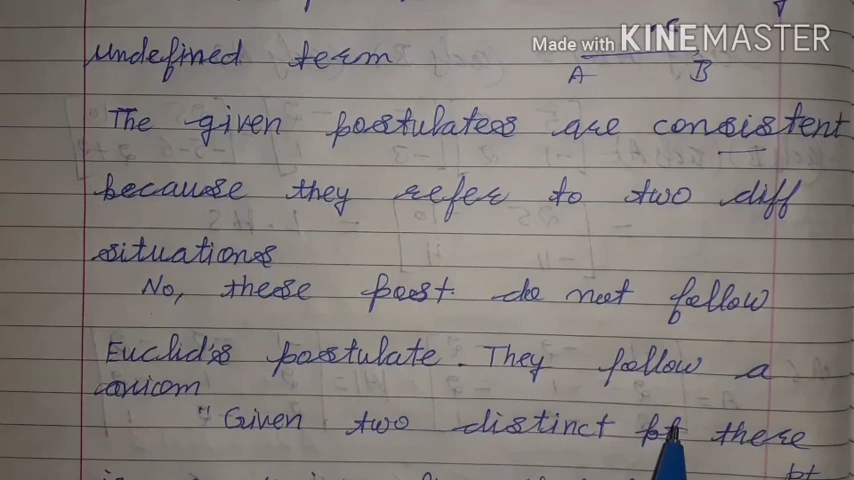 Made with KINEMASTER
undefined term
A B
The given postulates are consistent
because they refer to two diff
situations
No, these post. do not follow
Euclid's postulate. They follow a
axiom
"Given two distinct pt there
pt